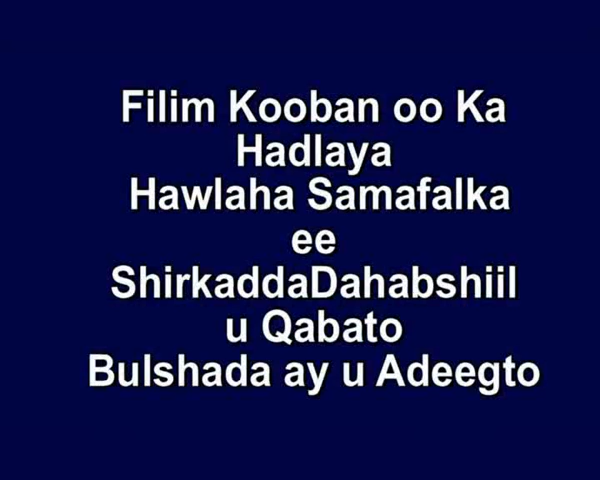 Filim Kooban oo Ka
Hadlaya
Hawlaha Samafalka
ee
ShirkaddaDahabshiil
u Qabato
Bulshada ay u Adeegto